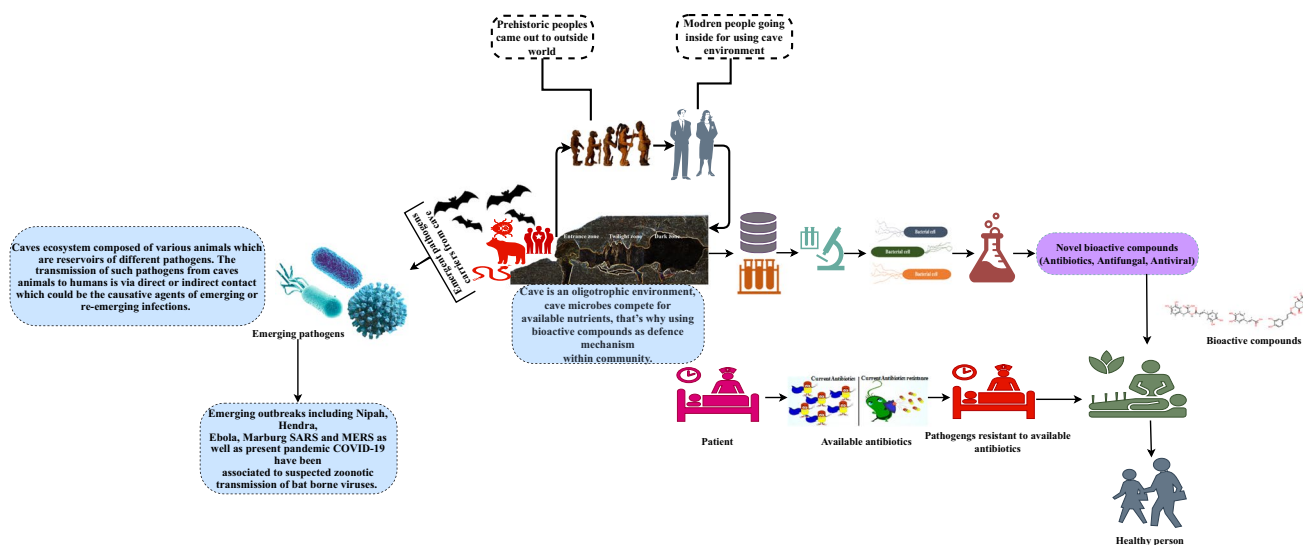 Prehistoric peoples
came out to outside
world
Modren people going
inside for using cave
environment
Emergent pathogens
carriers from cave
Caves ecosystem composed of various animals which
are reservoirs of different pathogens. The
transmission of such pathogens from caves
animals to humans is via direct or indirect contact
which could be the causative agents of emerging or
re-emerging infections.
Emerging pathogens
Entrance zone
Twilight zone
Dark zone
Cave is an oligotrophic environment,
cave microbes compete for
available nutrients, that's why using
bioactive compounds as defence
mechanism
within community.
Bacterial cell
Bacterial cell
Bacterial cell
Novel bioactive compounds
(Antibiotics, Antifungal, Antiviral)
Bioactive compounds
Emerging outbreaks including Nipah,
Hendra,
Ebola, Marburg SARS and MERS as
well as present pandemic COVID-19
have been
associated to suspected zoonotic
transmission of bat borne viruses.
Patient
Current Antibiotics
Current Antibiotics resistance
Available antibiotics
Pathogengs resistant to available
antibiotics
Healthy person